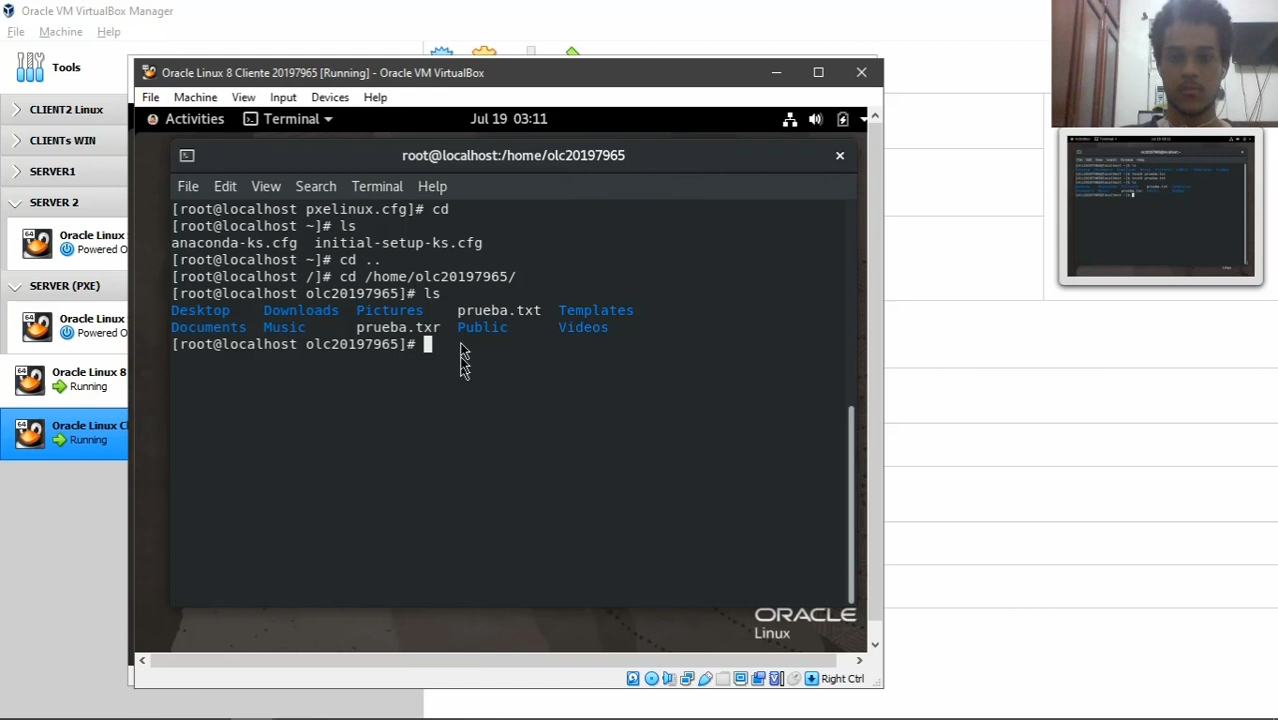 Oracle VM VirtualBox Manager
File Machine Help
Tools
CLIENT2 Linux
CLIENTs WIN
SERVER1
SERVER 2
Oracle Linux 
Powered O
SERVER (PXE)
Oracle Linux 
Powered O
Oracle Linux 8
Running
Oracle Linux Cl
Running
Oracle Linux 8 Cliente 20197965 [Running] - Oracle VM VirtualBox
File Machine View Input Devices Help
Activities Terminal Jul 19 03:11
root@localhost:/home/olc20197965
File Edit View Search Terminal Help
[root@localhost pxelinux.cfg]# cd
[root@localhost ~]# ls
anaconda-ks.cfg initial-setup-ks.cfg
[root@localhost ~]# cd ..
[root@localhost /]# cd /home/olc20197965/
[root@localhost olc20197965]# ls
Desktop Downloads Pictures prueba.txt Templates
Documents Music prueba.txr Public Videos
[root@localhost olc20197965]#
ORACLE
Linux
Right Ctrl